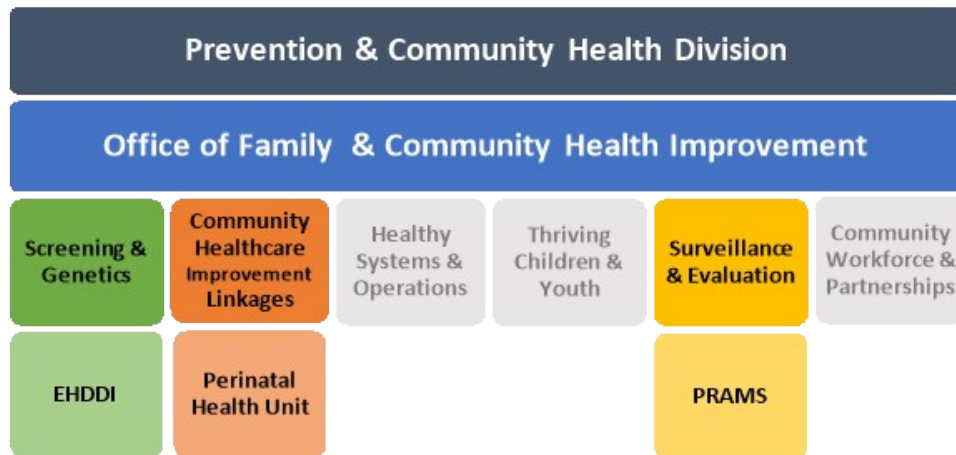 Prevention & Community Health Division
Office of Family & Community Health Improvement
Screening &
Genetics
Community
Healthcare
Improvement
Linkages
Healthy
Systems &
Operations
Thriving
Children &
Youth
Surveillance
& Evaluation
Community
Workforce &
Partnerships
EHDDI
Perinatal
Health Unit
PRAMS